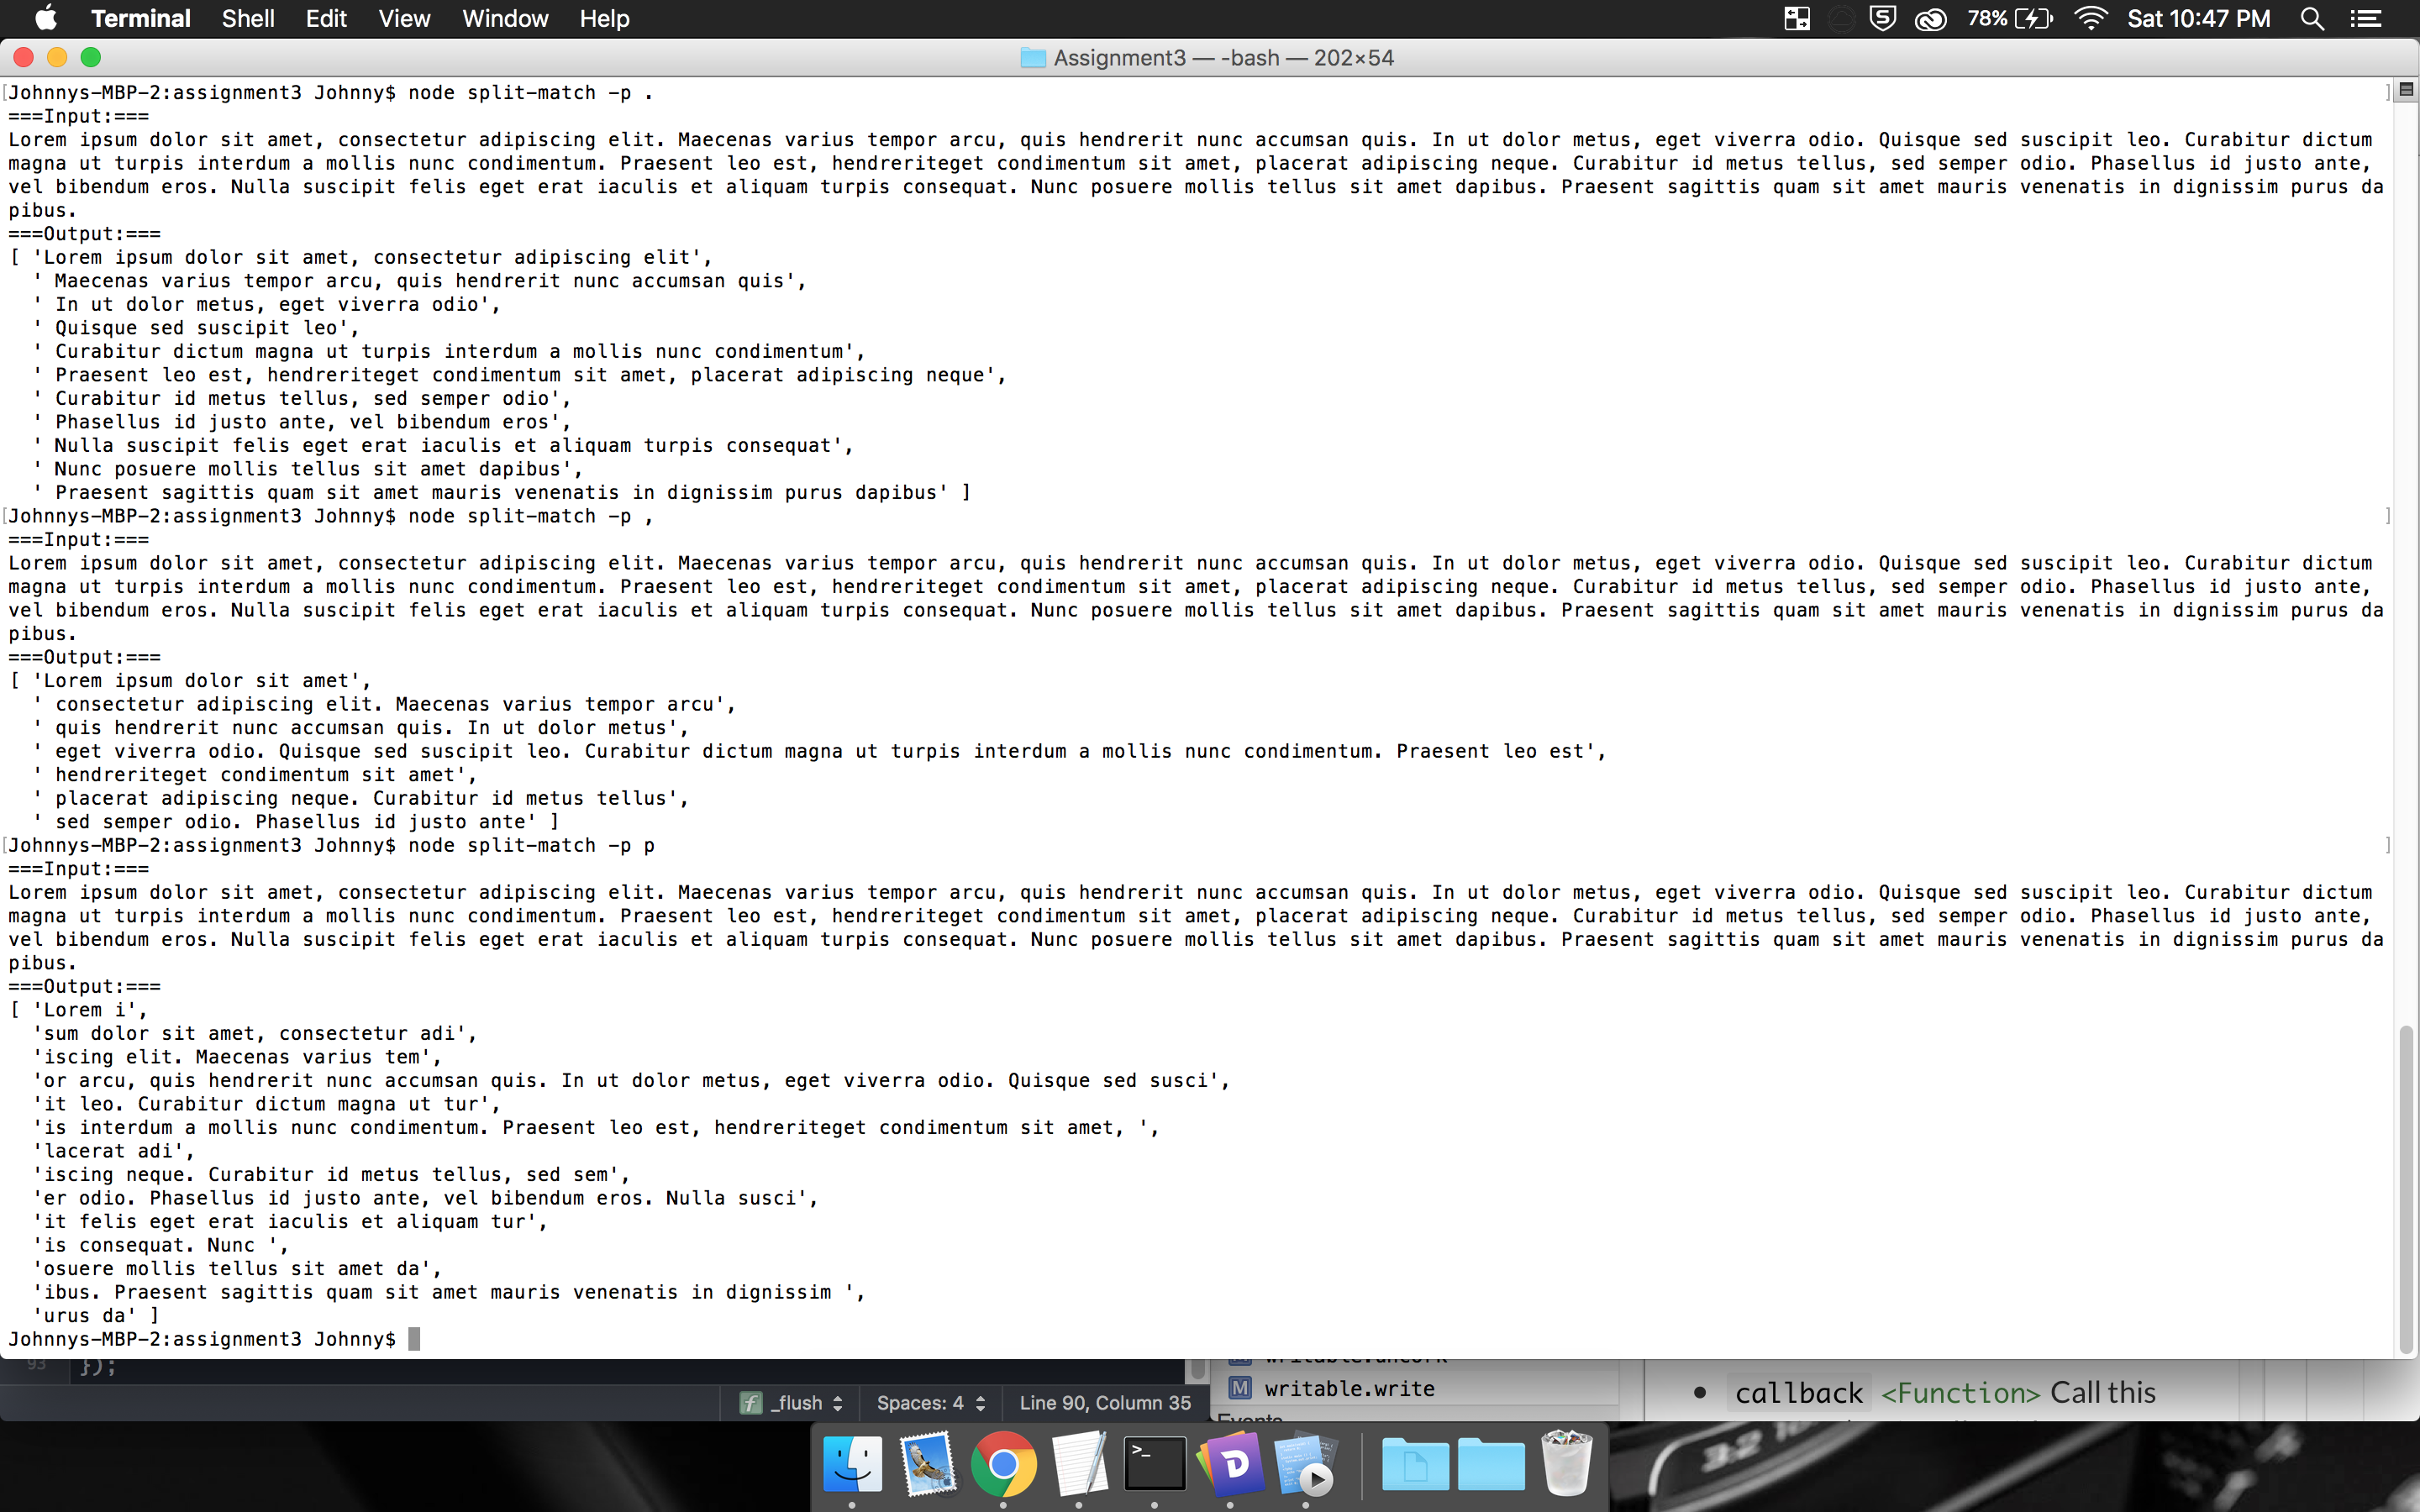 Terminal Shell Edit View Window Help 78% Sat 10:47 PM
Assignment3 — -bash — 202×54
[Johnnys-MBP-2:assignment3 Johnny$ node split-match -p . ]
===Input:===
Lorem ipsum dolor sit amet, consectetur adipiscing elit. Maecenas varius tempor arcu, quis hendrerit nunc accumsan quis. In ut dolor metus, eget viverra odio. Quisque sed suscipit leo. Curabitur dictum
magna ut turpis interdum a mollis nunc condimentum. Praesent leo est, hendreriteget condimentum sit amet, placerat adipiscing neque. Curabitur id metus tellus, sed semper odio. Phasellus id justo ante,
vel bibendum eros. Nulla suscipit felis eget erat iaculis et aliquam turpis consequat. Nunc posuere mollis tellus sit amet dapibus. Praesent sagittis quam sit amet mauris venenatis in dignissim purus da
pibus.
===Output:===
[ 'Lorem ipsum dolor sit amet, consectetur adipiscing elit',
' Maecenas varius tempor arcu, quis hendrerit nunc accumsan quis',
' In ut dolor metus, eget viverra odio',
' Quisque sed suscipit leo',
' Curabitur dictum magna ut turpis interdum a mollis nunc condimentum',
' Praesent leo est, hendreriteget condimentum sit amet, placerat adipiscing neque',
' Curabitur id metus tellus, sed semper odio',
' Phasellus id justo ante, vel bibendum eros',
' Nulla suscipit felis eget erat iaculis et aliquam turpis consequat',
' Nunc posuere mollis tellus sit amet dapibus',
' Praesent sagittis quam sit amet mauris venenatis in dignissim purus dapibus' ]
[Johnnys-MBP-2:assignment3 Johnny$ node split-match -p , ]
===Input:===
Lorem ipsum dolor sit amet, consectetur adipiscing elit. Maecenas varius tempor arcu, quis hendrerit nunc accumsan quis. In ut dolor metus, eget viverra odio. Quisque sed suscipit leo. Curabitur dictum
magna ut turpis interdum a mollis nunc condimentum. Praesent leo est, hendreriteget condimentum sit amet, placerat adipiscing neque. Curabitur id metus tellus, sed semper odio. Phasellus id justo ante,
vel bibendum eros. Nulla suscipit felis eget erat iaculis et aliquam turpis consequat. Nunc posuere mollis tellus sit amet dapibus. Praesent sagittis quam sit amet mauris venenatis in dignissim purus da
pibus.
===Output:===
[ 'Lorem ipsum dolor sit amet',
' consectetur adipiscing elit. Maecenas varius tempor arcu',
' quis hendrerit nunc accumsan quis. In ut dolor metus',
' eget viverra odio. Quisque sed suscipit leo. Curabitur dictum magna ut turpis interdum a mollis nunc condimentum. Praesent leo est',
' hendreriteget condimentum sit amet',
' placerat adipiscing neque. Curabitur id metus tellus',
' sed semper odio. Phasellus id justo ante' ]
[Johnnys-MBP-2:assignment3 Johnny$ node split-match -p p ]
===Input:===
Lorem ipsum dolor sit amet, consectetur adipiscing elit. Maecenas varius tempor arcu, quis hendrerit nunc accumsan quis. In ut dolor metus, eget viverra odio. Quisque sed suscipit leo. Curabitur dictum
magna ut turpis interdum a mollis nunc condimentum. Praesent leo est, hendreriteget condimentum sit amet, placerat adipiscing neque. Curabitur id metus tellus, sed semper odio. Phasellus id justo ante,
vel bibendum eros. Nulla suscipit felis eget erat iaculis et aliquam turpis consequat. Nunc posuere mollis tellus sit amet dapibus. Praesent sagittis quam sit amet mauris venenatis in dignissim purus da
pibus.
===Output:===
[ 'Lorem i',
'sum dolor sit amet, consectetur adi',
'iscing elit. Maecenas varius tem',
'or arcu, quis hendrerit nunc accumsan quis. In ut dolor metus, eget viverra odio. Quisque sed susci',
'it leo. Curabitur dictum magna ut tur',
'is interdum a mollis nunc condimentum. Praesent leo est, hendreriteget condimentum sit amet, ',
'lacerat adi',
'iscing neque. Curabitur id metus tellus, sed sem',
'er odio. Phasellus id justo ante, vel bibendum eros. Nulla susci',
'it felis eget erat iaculis et aliquam tur',
'is consequat. Nunc ',
'osuere mollis tellus sit amet da',
'ibus. Praesent sagittis quam sit amet mauris venenatis in dignissim ',
'urus da' ]
Johnnys-MBP-2:assignment3 Johnny$
93 });
M writable.write
callback <Function> Call this
f _flush Spaces: 4 Line 90, Column 35
Events